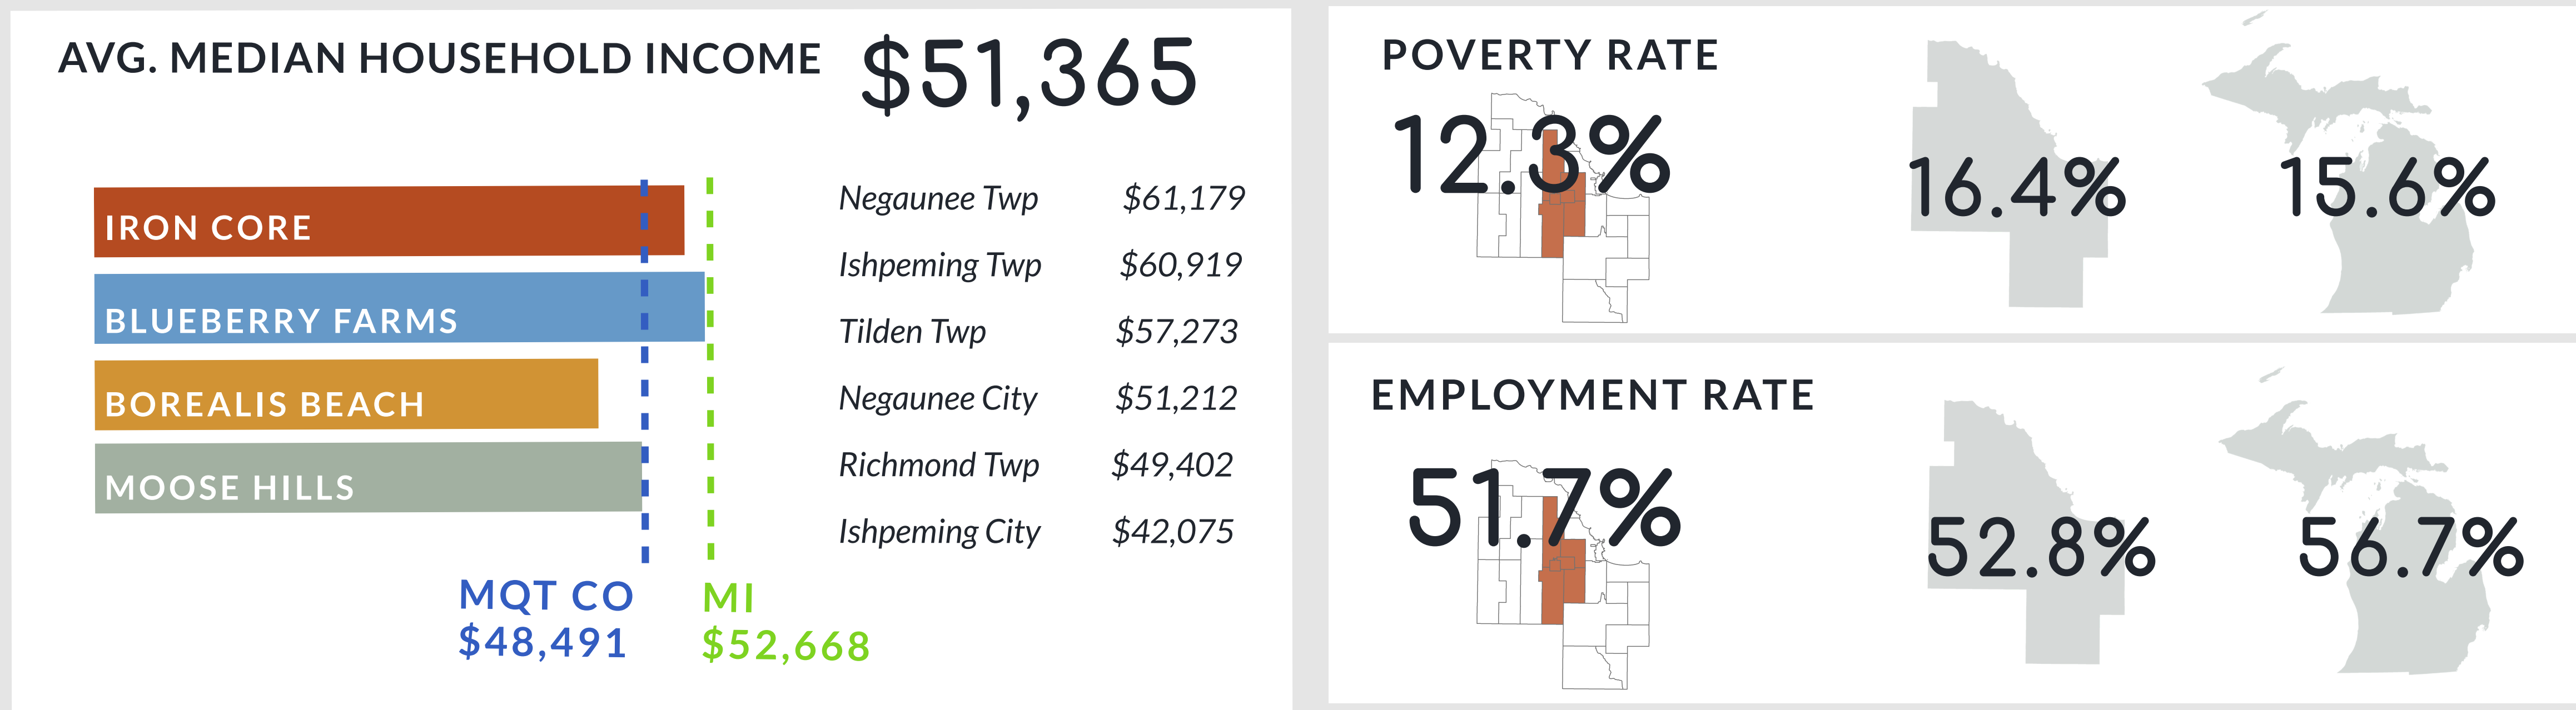 AVG. MEDIAN HOUSEHOLD INCOME $51,365
IRON CORE
BLUEBERRY FARMS
BOREALIS BEACH
MOOSE HILLS
MQT CO
$48,491
MI
$52,668
Negaunee Twp $61,179
Ishpeming Twp $60,919
Tilden Twp $57,273
Negaunee City $51,212
Richmond Twp $49,402
Ishpeming City $42,075
POVERTY RATE
12.3% 16.4% 15.6%
EMPLOYMENT RATE
51.7% 52.8% 56.7%